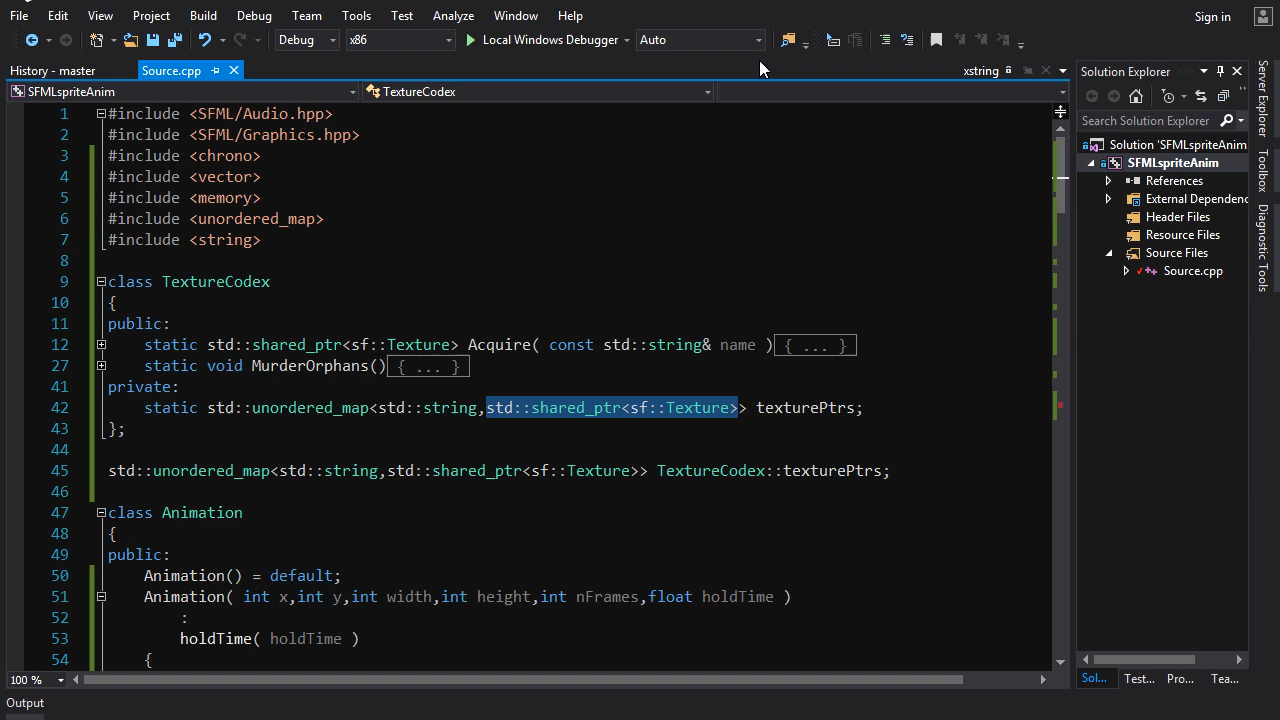 File Edit View Project Build Debug Team Tools Test Analyze Window Help Sign in
Debug x86 Local Windows Debugger Auto
History - master Source.cpp xstring Solution Explorer
SFMLspriteAnim TextureCodex
Search Solution Explorer
Solution 'SFMLspriteAnim
SFMLspriteAnim
References
External Dependenc
Header Files
Resource Files
Source Files
Source.cpp
Server Explorer
Toolbox
Diagnostic Tools
1 #include <SFML/Audio.hpp>
2 #include <SFML/Graphics.hpp>
3 #include <chrono>
4 #include <vector>
5 #include <memory>
6 #include <unordered_map>
7 #include <string>
8
9 class TextureCodex
10 {
11 public:
12 static std::shared_ptr<sf::Texture> Acquire( const std::string& name ){ ... }
26 static void MurderOrphans(){ ... }
41 private:
42 static std::unordered_map<std::string,std::shared_ptr<sf::Texture>> texturePtrs;
43 };
44
45 std::unordered_map<std::string,std::shared_ptr<sf::Texture>> TextureCodex::texturePtrs;
46
47 class Animation
48 {
49 public:
50 Animation() = default;
51 Animation( int x,int y,int width,int height,int nFrames,float holdTime )
52 :
53 holdTime( holdTime )
54 {
100 %
Sol... Test... Pro... Tea...
Output